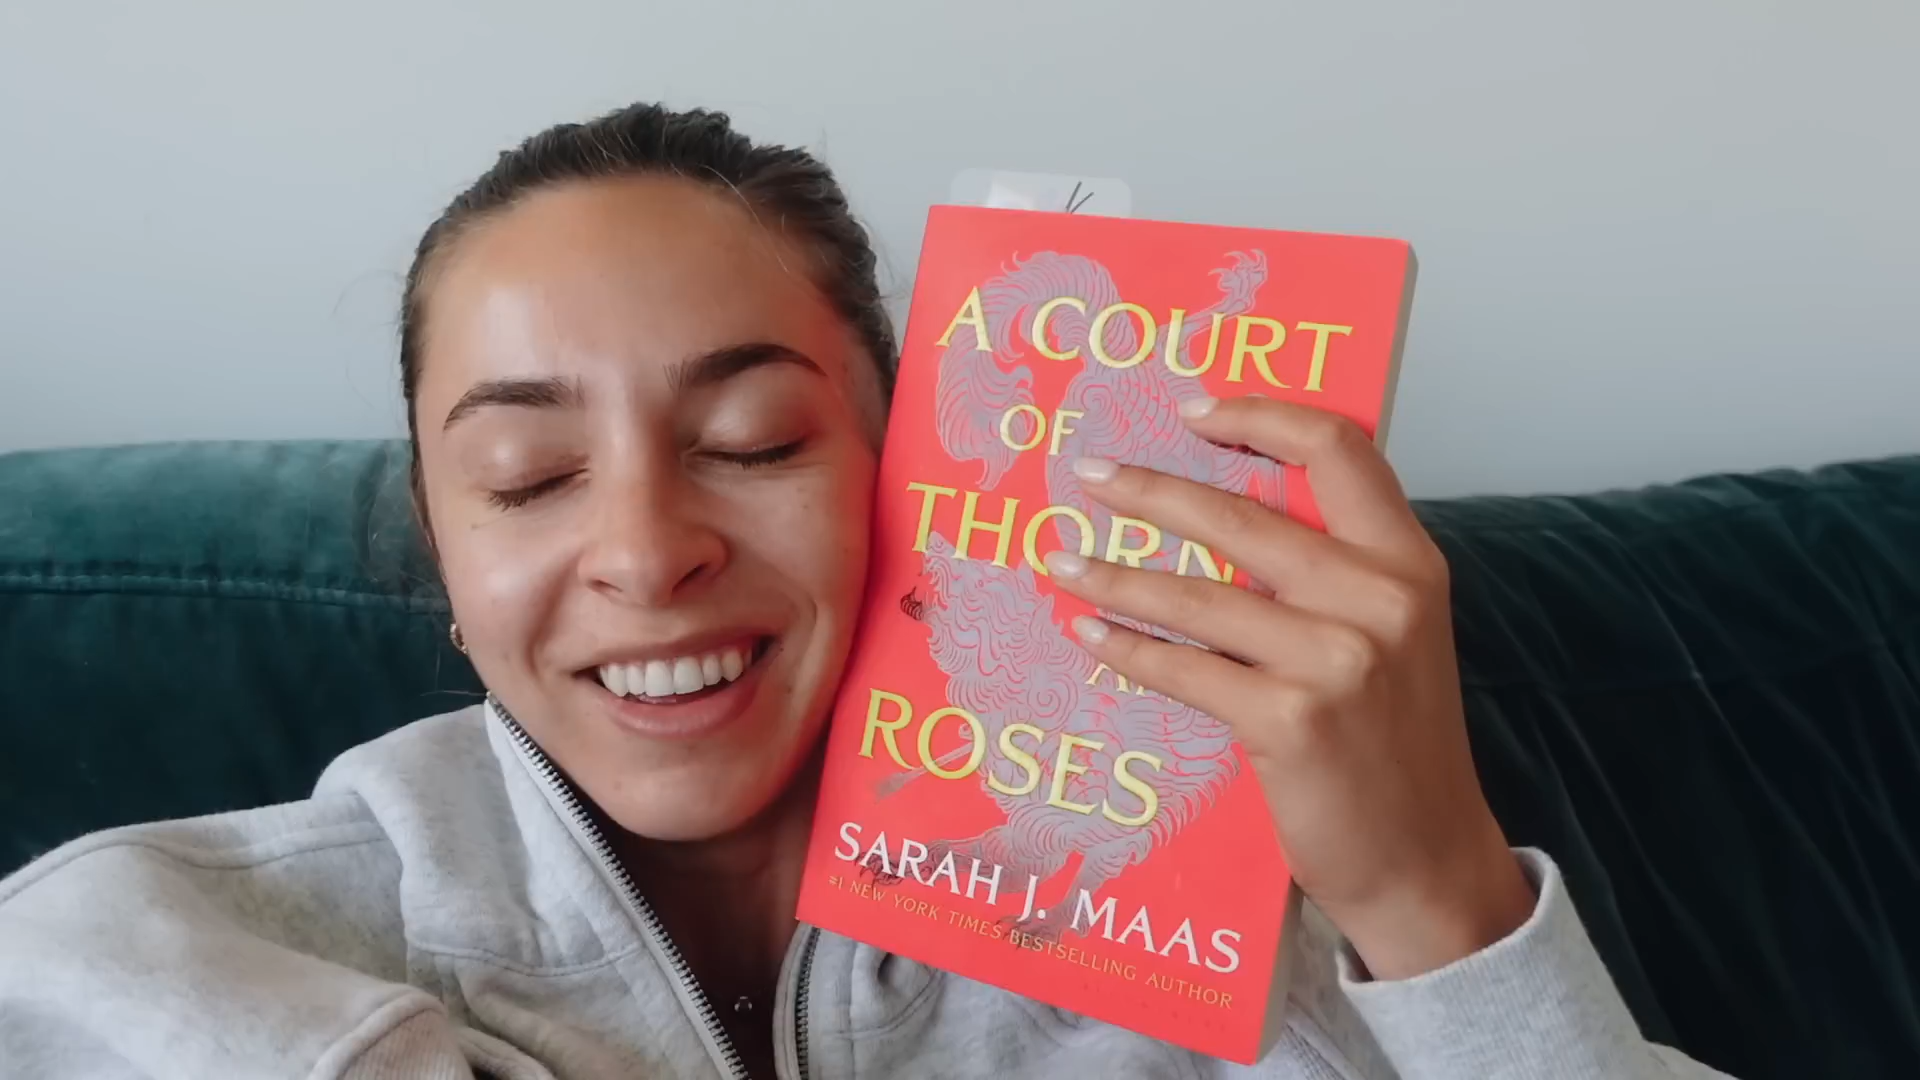 A COURT
OF
THORN
ROSES
SARAH J. MAAS
#1 NEW YORK TIMES BESTSELLING AUTHOR